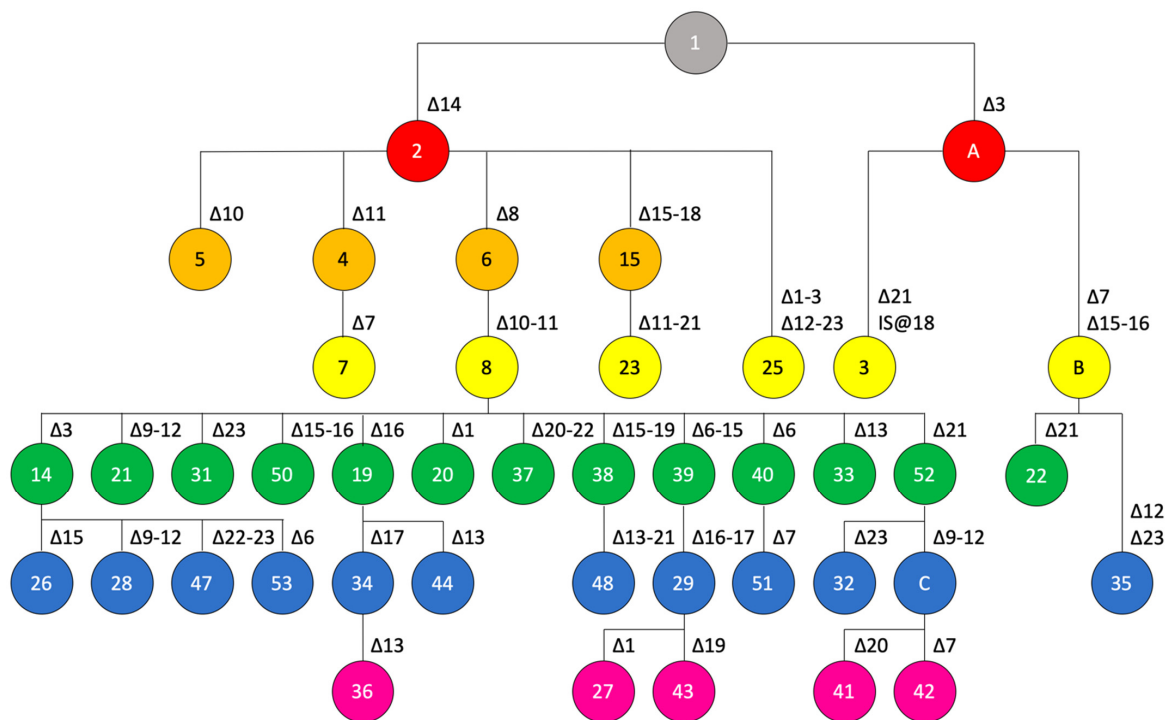 1
Δ14
Δ3
2
A
Δ10
Δ11
Δ8
Δ15-18
5
4
6
15
Δ1-3
Δ12-23
Δ21
IS@18
Δ7
Δ15-16
Δ7
Δ10-11
Δ11-21
7
8
23
25
3
B
Δ3
Δ9-12
Δ23
Δ15-16
Δ16
Δ1
Δ20-22
Δ15-19
Δ6-15
Δ6
Δ13
Δ21
Δ21
14
21
31
50
19
20
37
38
39
40
33
52
22
Δ12
Δ23
Δ15
Δ9-12
Δ22-23
Δ6
Δ17
Δ13
Δ13-21
Δ16-17
Δ7
Δ23
Δ9-12
26
28
47
53
34
44
48
29
51
32
C
35
Δ13
Δ1
Δ19
Δ20
Δ7
36
27
43
41
42